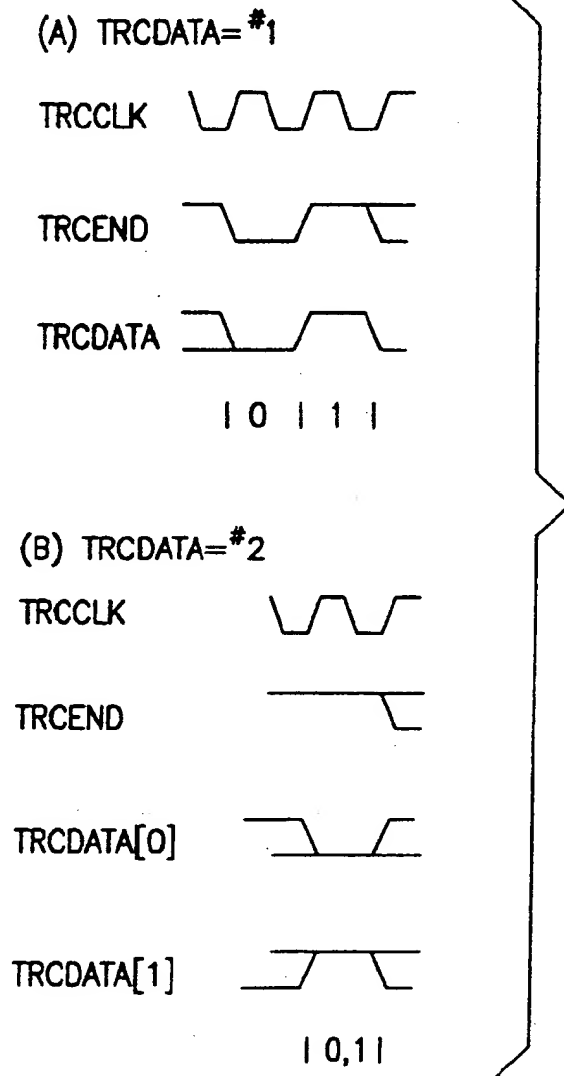 (A) TRCDATA=#1
TRCCLK
TRCEND
TRCDATA
| 0 | 1 |
(B) TRCDATA=#2
TRCCLK
TRCEND
TRCDATA[0]
TRCDATA[1]
| 0,1 |